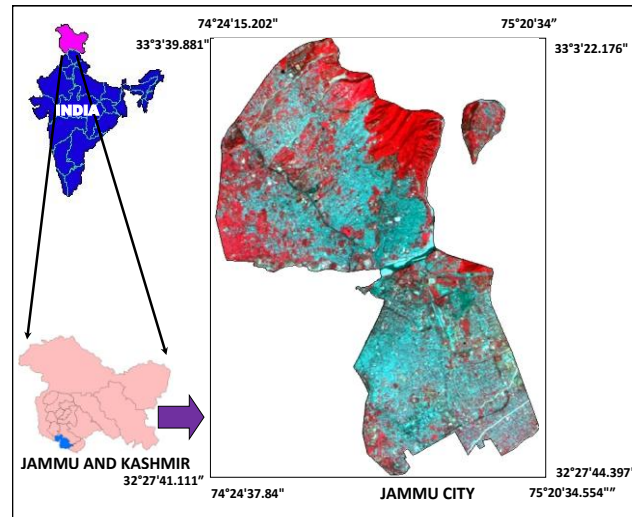 74°24'15.202"
75°20'34"
33°3'39.881"
33°3'22.176"
INDIA
JAMMU AND KASHMIR
32°27'41.111"
32°27'44.397"
74°24'37.84"
JAMMU CITY
75°20'34.554"”